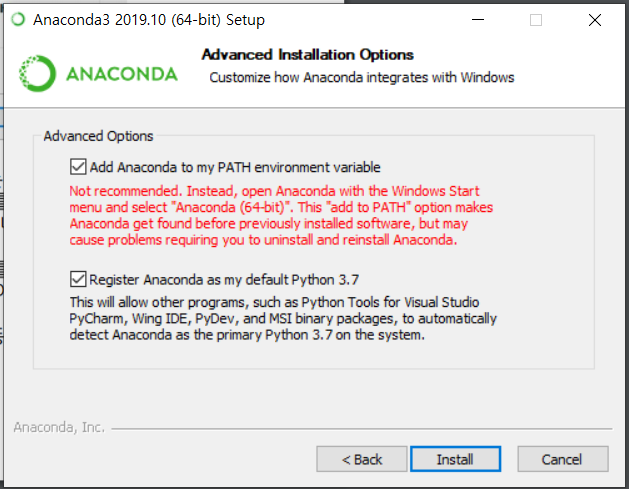 Anaconda3 2019.10 (64-bit) Setup
Advanced Installation Options
Customize how Anaconda integrates with Windows
ANACONDA
Advanced Options
Add Anaconda to my PATH environment variable
Not recommended. Instead, open Anaconda with the Windows Start
menu and select "Anaconda (64-bit)". This "add to PATH" option makes
Anaconda get found before previously installed software, but may
cause problems requiring you to uninstall and reinstall Anaconda.
Register Anaconda as my default Python 3.7
This will allow other programs, such as Python Tools for Visual Studio
PyCharm, Wing IDE, PyDev, and MSI binary packages, to automatically
detect Anaconda as the primary Python 3.7 on the system.
Anaconda, Inc.
< Back
Install
Cancel